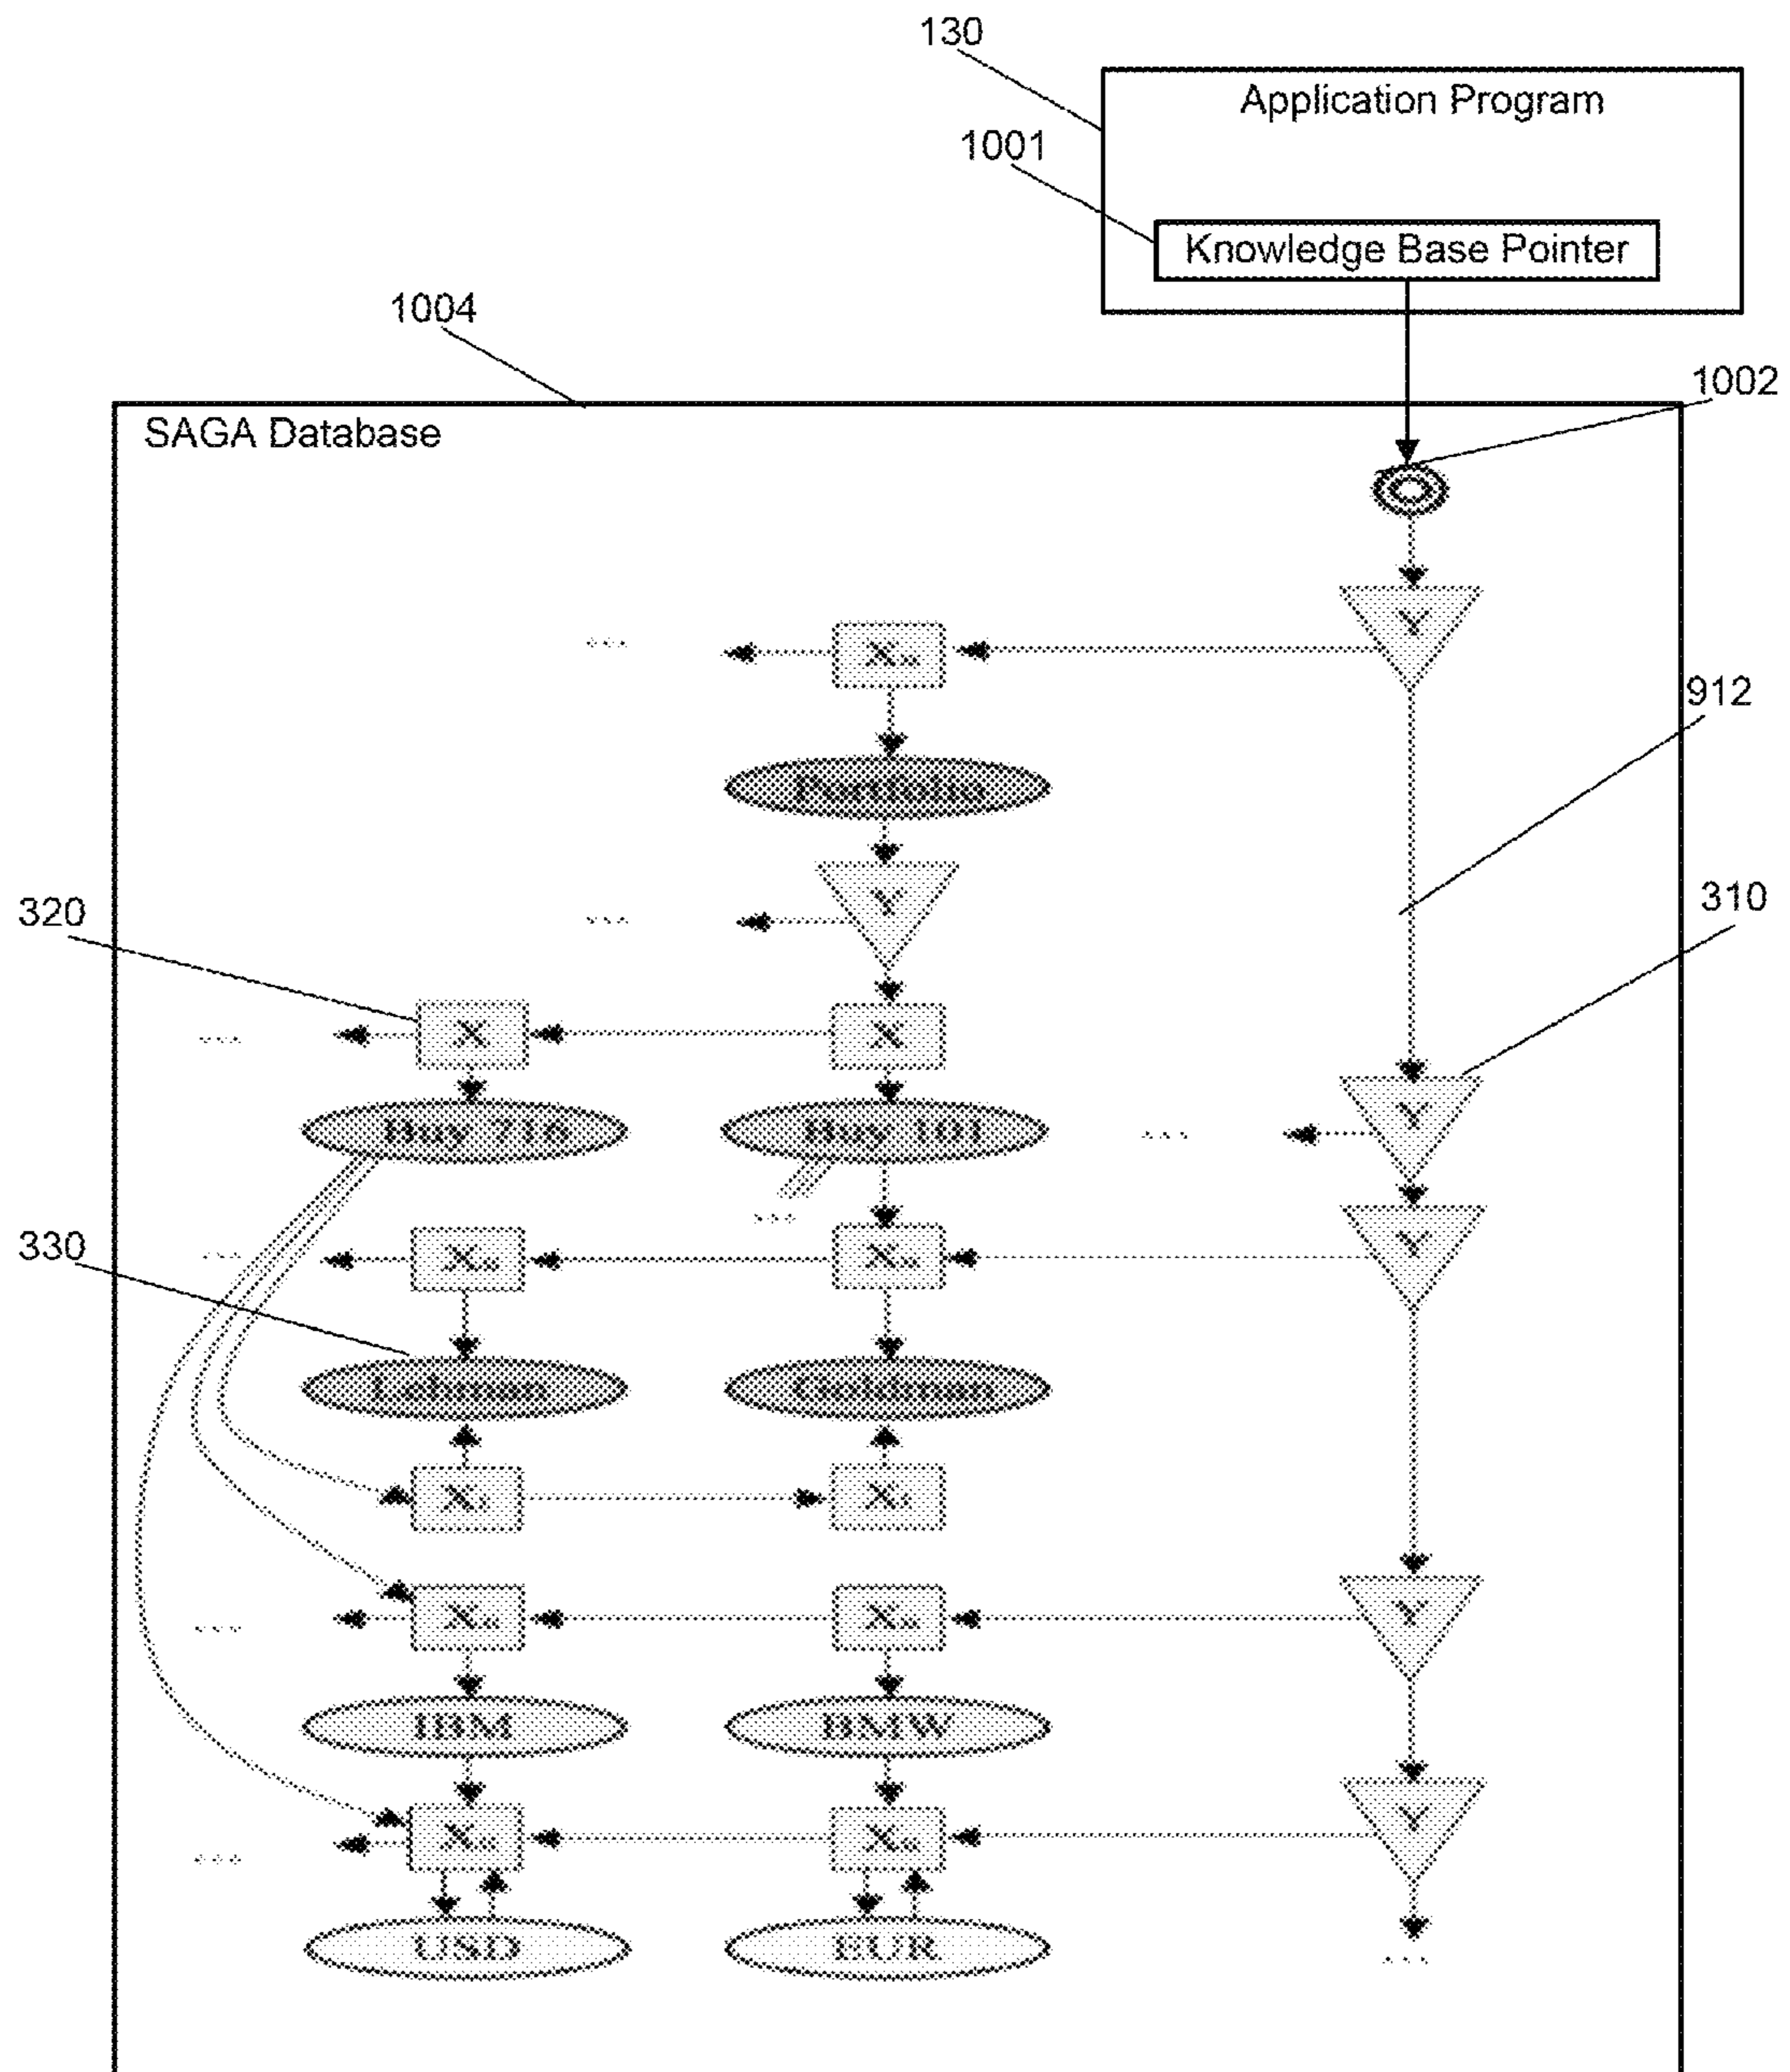 130
Application Program
1001
Knowledge Base Pointer
1004
1002
SAGA Database
Y
X
...
912
Portfolio
Y
...
310
320
X
X
...
Y
...
Buy 716
Buy 101
...
330
X
X
Y
...
Lehman
Goldman
X
X
X
X
Y
...
IBM
BMW
X
X
Y
...
USD
EUR
...